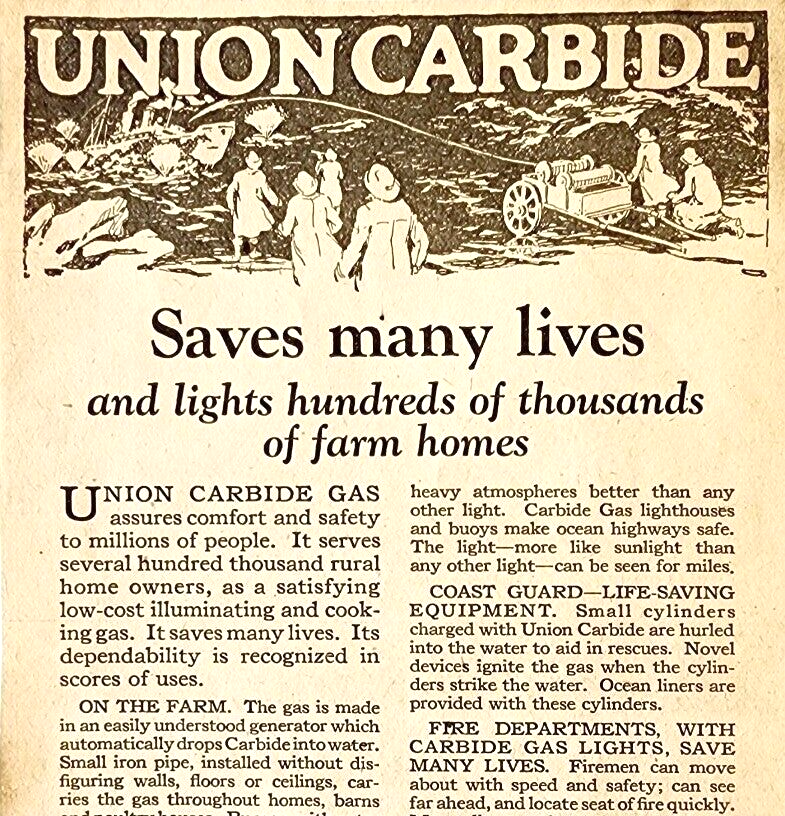 UNION CARBIDE
Saves many lives
and lights hundreds of thousands
of farm homes
UNION CARBIDE GAS
assures comfort and safety
to millions of people. It serves
several hundred thousand rural
home owners, as a satisfying
low-cost illuminating and cook-
ing gas. It saves many lives. Its
dependability is recognized in
scores of uses.
ON THE FARM. The gas is made
in an easily understood generator which
automatically drops Carbide into water.
Small iron pipe, installed without dis-
figuring walls, floors or ceilings, car-
ries the gas throughout homes, barns
heavy atmospheres better than any
other light. Carbide Gas lighthouses
and buoys make ocean highways safe.
The light—more like sunlight than
any other light—can be seen for miles.
COAST GUARD—LIFE-SAVING
EQUIPMENT. Small cylinders
charged with Union Carbide are hurled
into the water to aid in rescues. Novel
devices ignite the gas when the cylin-
ders strike the water. Ocean liners are
provided with these cylinders.
FIRE DEPARTMENTS, WITH
CARBIDE GAS LIGHTS, SAVE
MANY LIVES. Firemen can move
about with speed and safety; can see
far ahead, and locate seat of fire quickly.